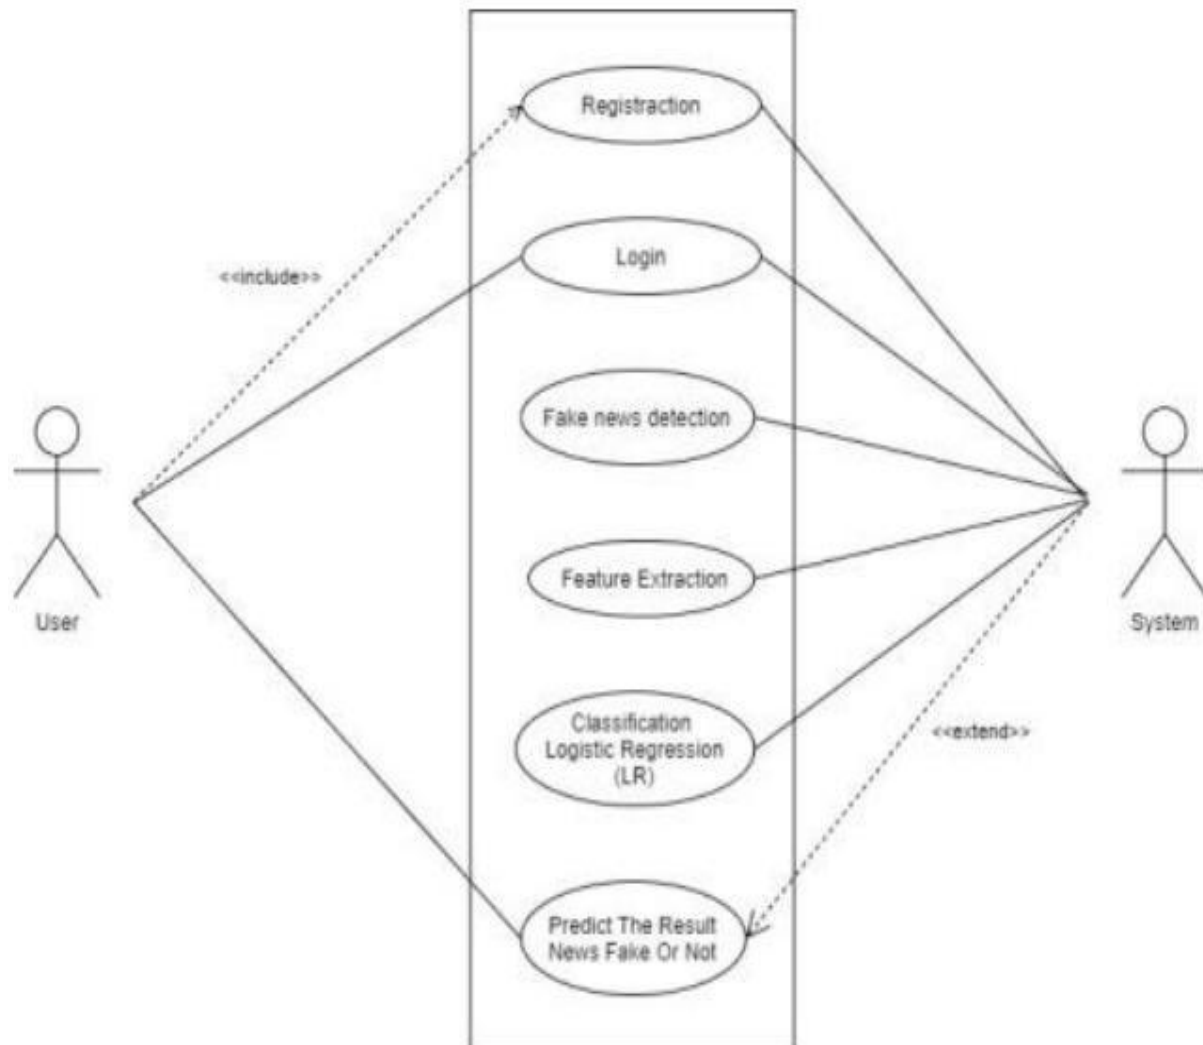 Registraction
Login
<<include>>
Fake news detection
Feature Extraction
User
System
Classification
Logistic Regression
(LR)
<<extend>>
Predict The Result
News Fake Or Not